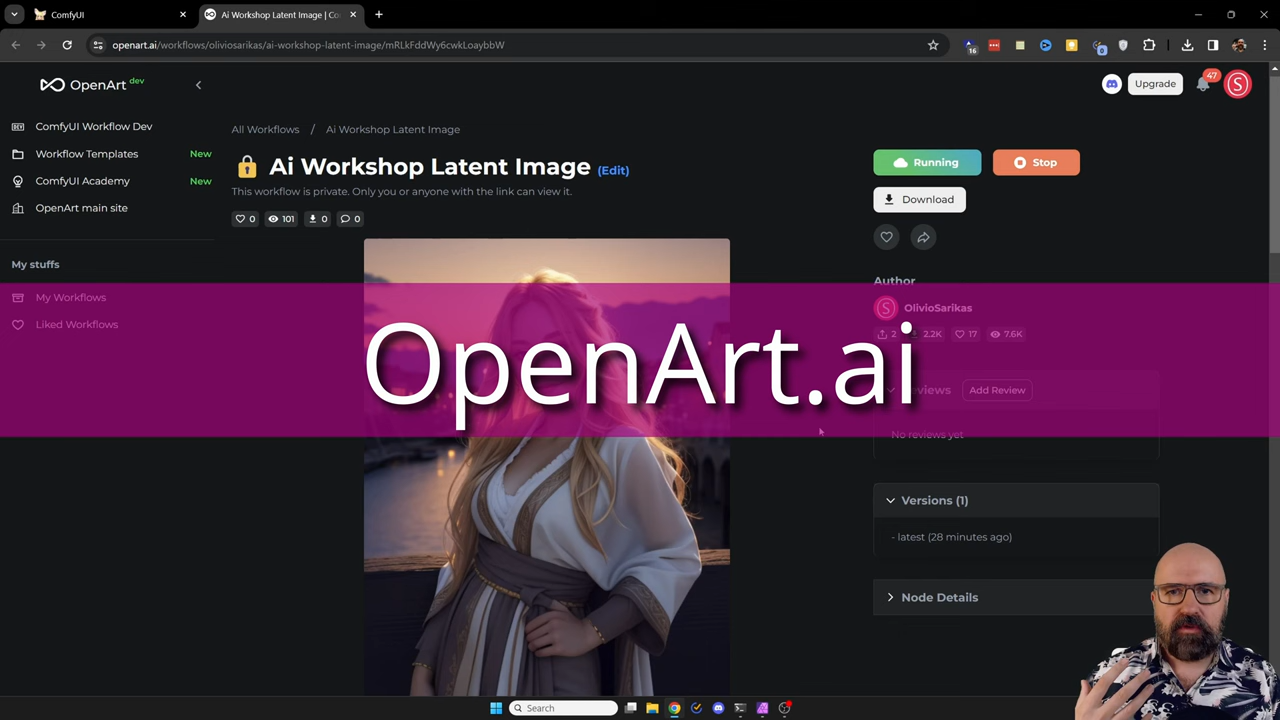 ComfyUI
Ai Workshop Latent Image | Co
openart.ai/workflows/oliviosarikas/ai-workshop-latent-image/mRLkFddWy6cwkLoaybbW
16
0
OpenArt dev
Upgrade
47
ComfyUI Workflow Dev
Workflow Templates New
ComfyUI Academy New
OpenArt main site
My stuffs
My Workflows
Liked Workflows
All Workflows / Ai Workshop Latent Image
Ai Workshop Latent Image (Edit)
This workflow is private. Only you or anyone with the link can view it.
0 101 0 0
Running Stop
Download
Author
OlivioSarikas
2 2.2K 17 7.6K
OpenArt.ai
Add Review
No reviews yet
Versions (1)
- latest (28 minutes ago)
Node Details
Search